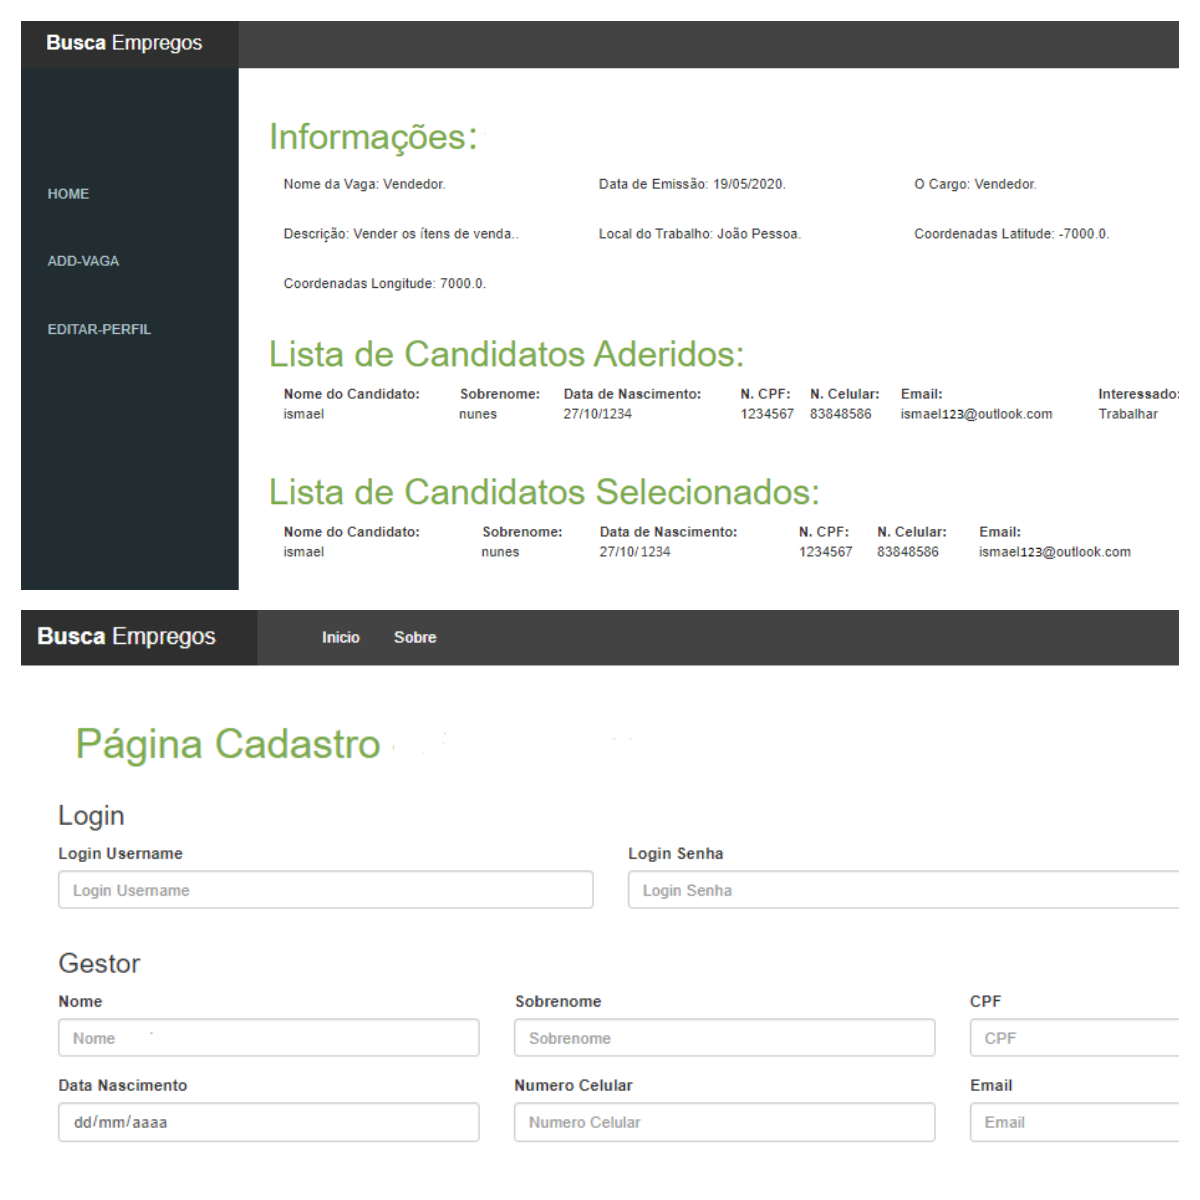 Busca Empregos
HOME
ADD-VAGA
EDITAR-PERFIL
Informações:
Nome da Vaga: Vendedor. Data de Emissão: 19/05/2020. O Cargo: Vendedor.
Descrição: Vender os ítens de venda.. Local do Trabalho: João Pessoa. Coordenadas Latitude: -7000.0.
Coordenadas Longitude: 7000.0.
Lista de Candidatos Aderidos:
Nome do Candidato: Sobrenome: Data de Nascimento: N. CPF: N. Celular: Email: Interessado:
ismael nunes 27/10/1234 1234567 83848586 ismael123@outlook.com Trabalhar
Lista de Candidatos Selecionados:
Nome do Candidato: Sobrenome: Data de Nascimento: N. CPF: N. Celular: Email:
ismael nunes 27/10/1234 1234567 83848586 ismael123@outlook.com
Busca Empregos Inicio Sobre
Página Cadastro
Login
Login Username Login Senha
Login Username Login Senha
Gestor
Nome Sobrenome CPF
Nome Sobrenome CPF
Data Nascimento Numero Celular Email
dd/mm/aaaa Numero Celular Email